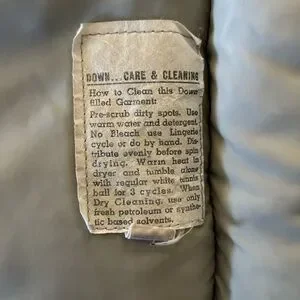 DOWN...CARE & CLEANING
How to Clean this Down
filled Garment:
Pre-scrub dirty spots. Use
warm water and detergent.
No Bleach use Lingerie
cycle or do by hand. Dis-
tribute evenly before spin
drying. Warm heat in
dryer and tumble alone
with regular white tennis
ball for 3 cycles. When
Dry Cleaning, use only
fresh petroleum or synthe-
tic based solvents.